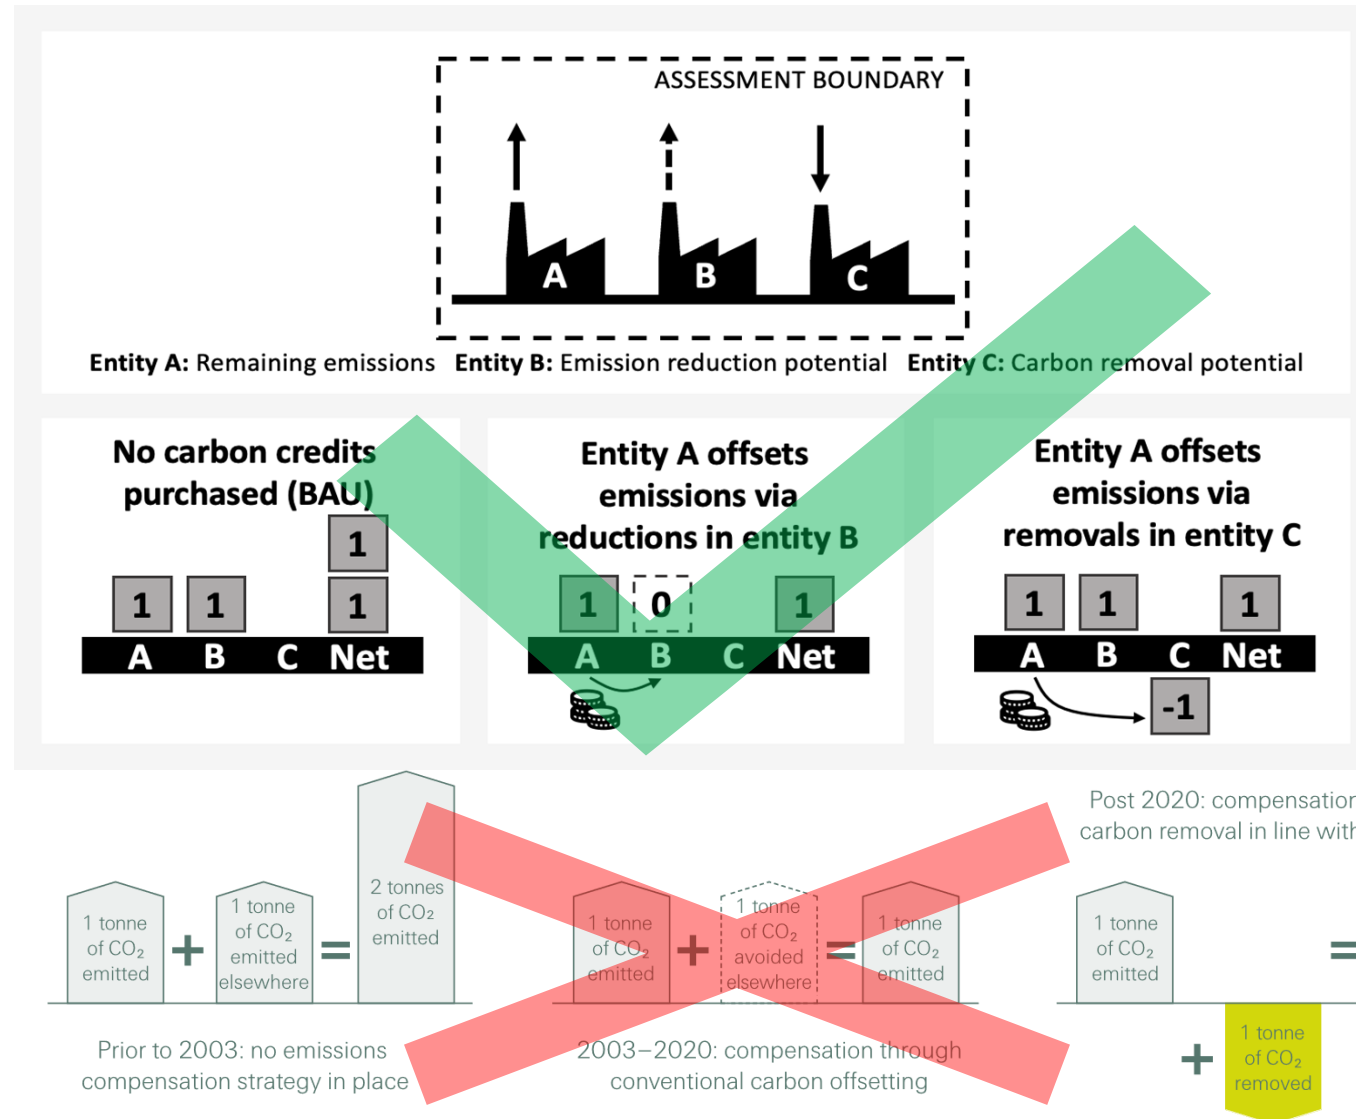 ASSESSMENT BOUNDARY
A B C
Entity A: Remaining emissions Entity B: Emission reduction potential Entity C: Carbon removal potential
No carbon credits
purchased (BAU)
1
1 1 1
A B C Net
Entity A offsets
emissions via
reductions in entity B
1 0 1
A B C Net
Entity A offsets
emissions via
removals in entity C
1 1 1
A B C Net
-1
1 tonne
of CO₂
emitted
+
1 tonne
of CO₂
emitted
elsewhere
=
2 tonnes
of CO₂
emitted
Prior to 2003: no emissions
compensation strategy in place
1 tonne
of CO₂
emitted
+
1 tonne
of CO₂
avoided
elsewhere
=
1 tonne
of CO₂
emitted
2003–2020: compensation through
conventional carbon offsetting
Post 2020: compensation
carbon removal in line with
1 tonne
of CO₂
emitted
+
1 tonne
of CO₂
removed
=